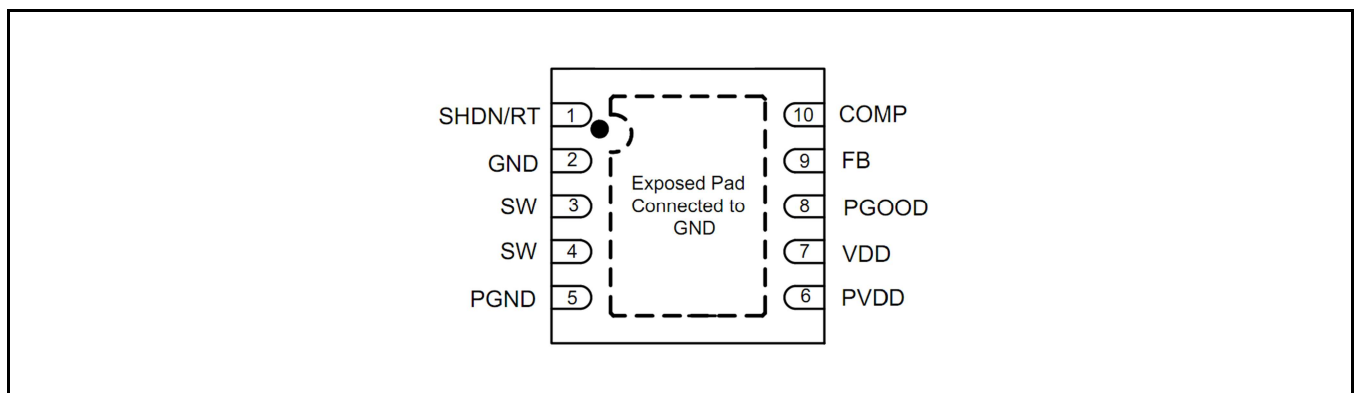 SHDN/RT 1
GND 2
SW 3
SW 4
PGND 5
Exposed Pad
Connected to
GND
10 COMP
9 FB
8 PGOOD
7 VDD
6 PVDD